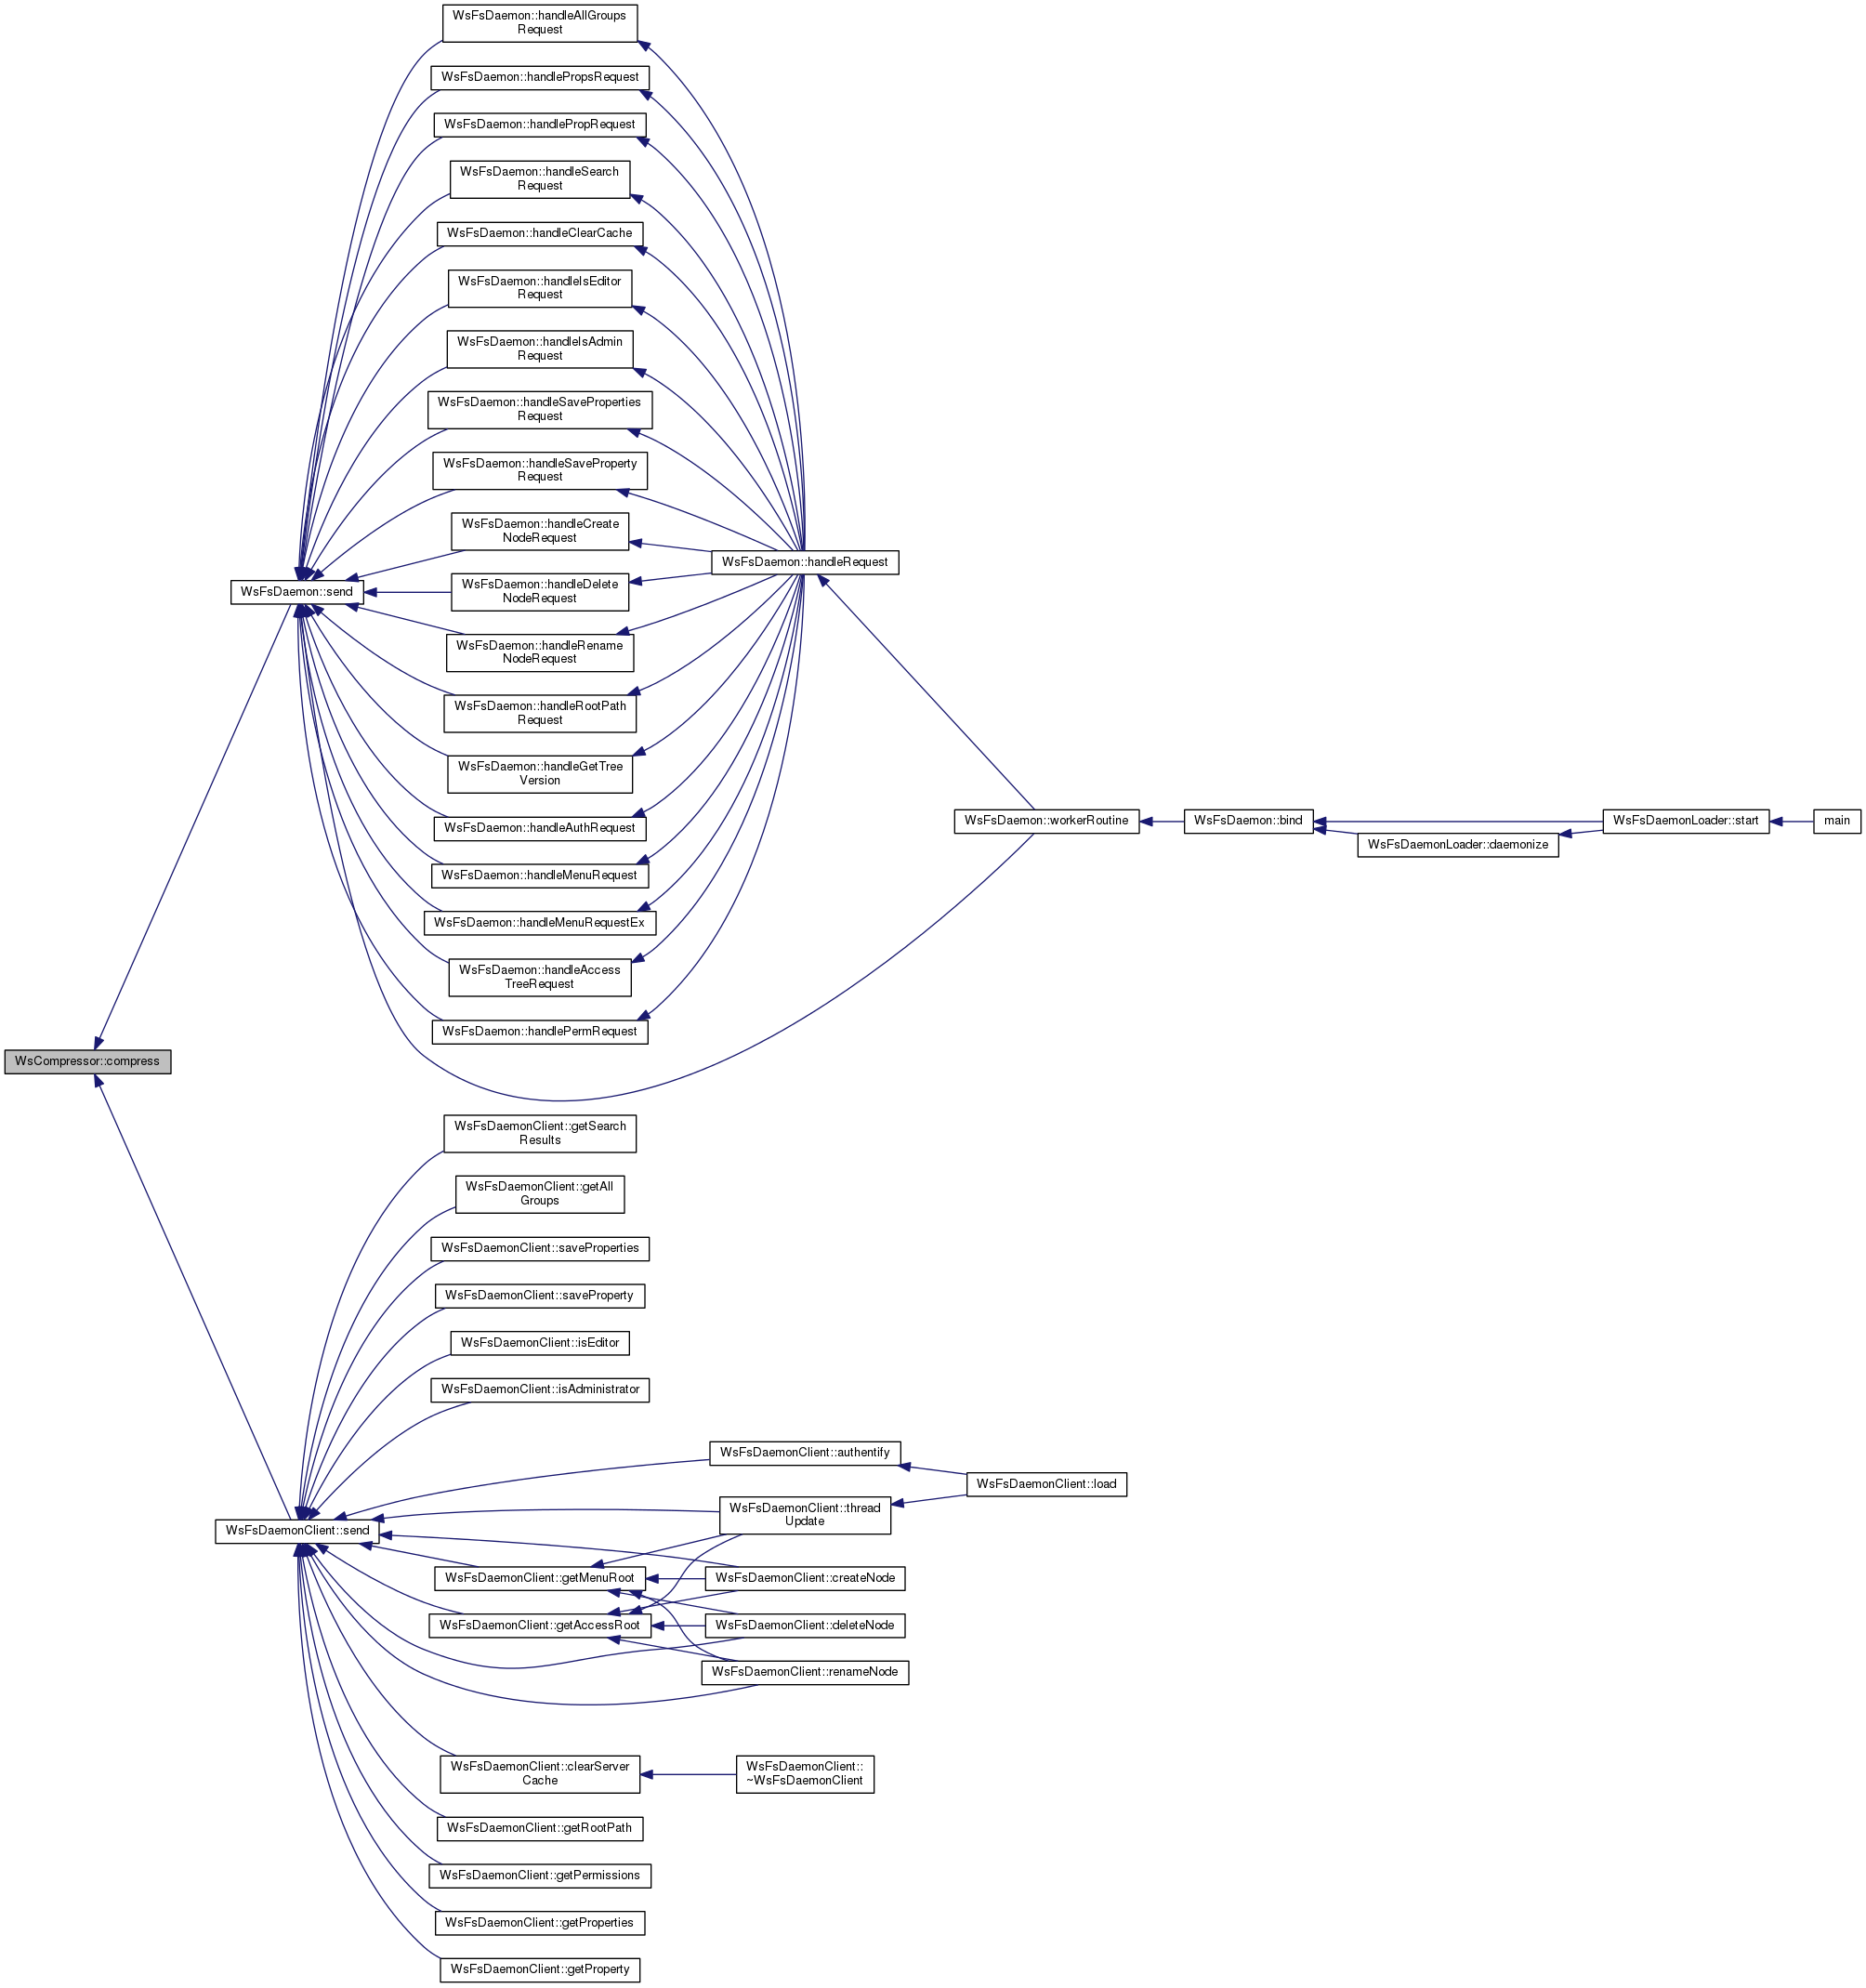 WsFsDaemon::handleAllGroups
Request
WsFsDaemon::handlePropsRequest
WsFsDaemon::handlePropRequest
WsFsDaemon::handleSearch
Request
WsFsDaemon::handleClearCache
WsFsDaemon::handleIsEditor
Request
WsFsDaemon::handleIsAdmin
Request
WsFsDaemon::handleSaveProperties
Request
WsFsDaemon::handleSaveProperty
Request
WsFsDaemon::handleCreate
NodeRequest
WsFsDaemon::handleRequest
WsFsDaemon::send
WsFsDaemon::handleDelete
NodeRequest
WsFsDaemon::handleRename
NodeRequest
WsFsDaemon::handleRootPath
Request
WsFsDaemon::handleGetTree
Version
WsFsDaemon::handleAuthRequest
WsFsDaemon::workerRoutine
WsFsDaemon::bind
WsFsDaemonLoader::start
main
WsFsDaemonLoader::daemonize
WsFsDaemon::handleMenuRequest
WsFsDaemon::handleMenuRequestEx
WsFsDaemon::handleAccess
TreeRequest
WsFsDaemon::handlePermRequest
WsCompressor::compress
WsFsDaemonClient::getSearch
Results
WsFsDaemonClient::getAll
Groups
WsFsDaemonClient::saveProperties
WsFsDaemonClient::saveProperty
WsFsDaemonClient::isEditor
WsFsDaemonClient::isAdministrator
WsFsDaemonClient::authentify
WsFsDaemonClient::load
WsFsDaemonClient::thread
Update
WsFsDaemonClient::send
WsFsDaemonClient::getMenuRoot
WsFsDaemonClient::createNode
WsFsDaemonClient::getAccessRoot
WsFsDaemonClient::deleteNode
WsFsDaemonClient::renameNode
WsFsDaemonClient::clearServer
Cache
WsFsDaemonClient::
~WsFsDaemonClient
WsFsDaemonClient::getRootPath
WsFsDaemonClient::getPermissions
WsFsDaemonClient::getProperties
WsFsDaemonClient::getProperty